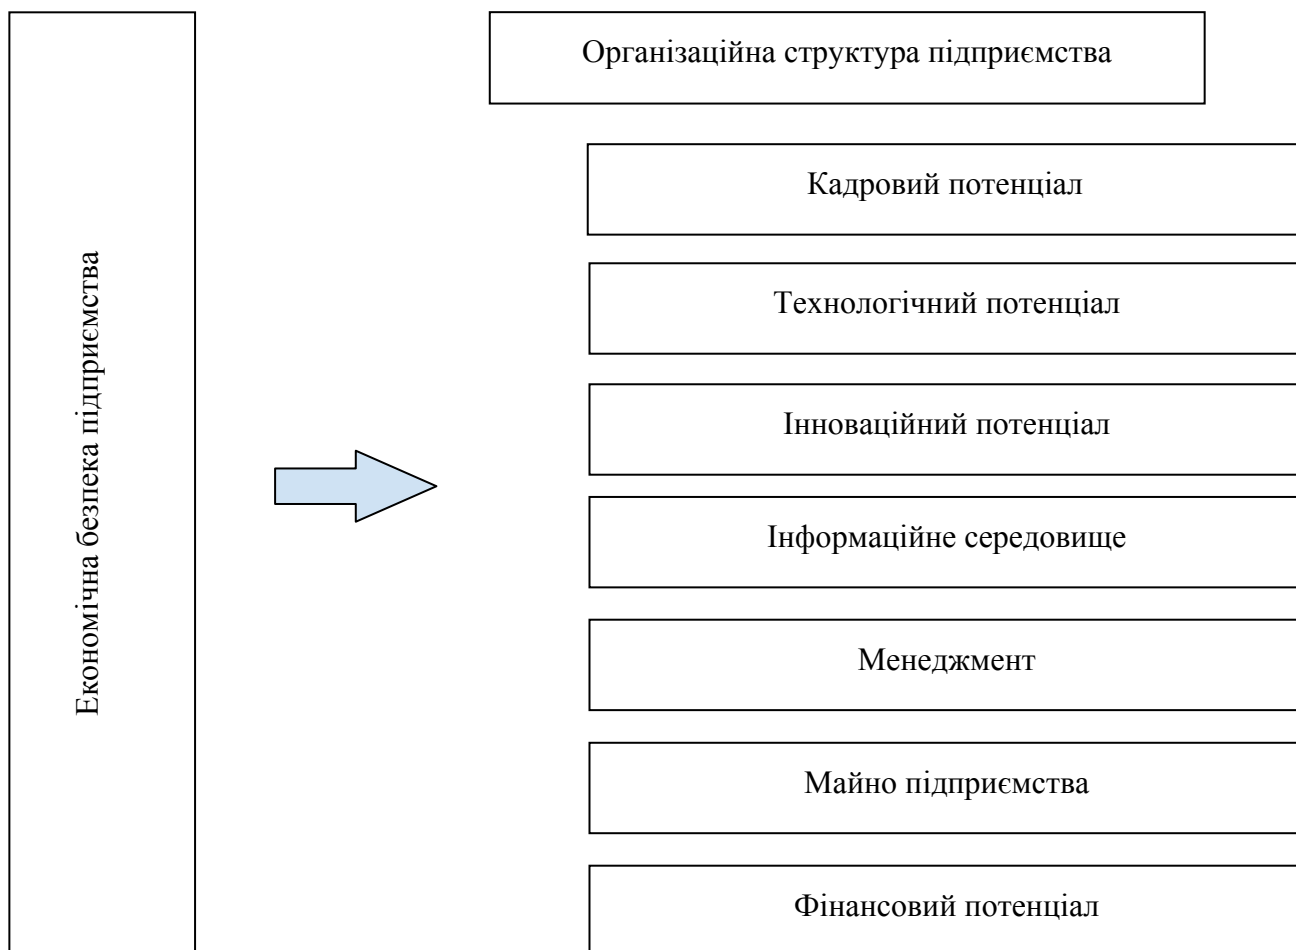 Економічна безпека підприємства
Організаційна структура підприємства
Кадровий потенціал
Технологічний потенціал
Інноваційний потенціал
Інформаційне середовище
Менеджмент
Майно підприємства
Фінансовий потенціал